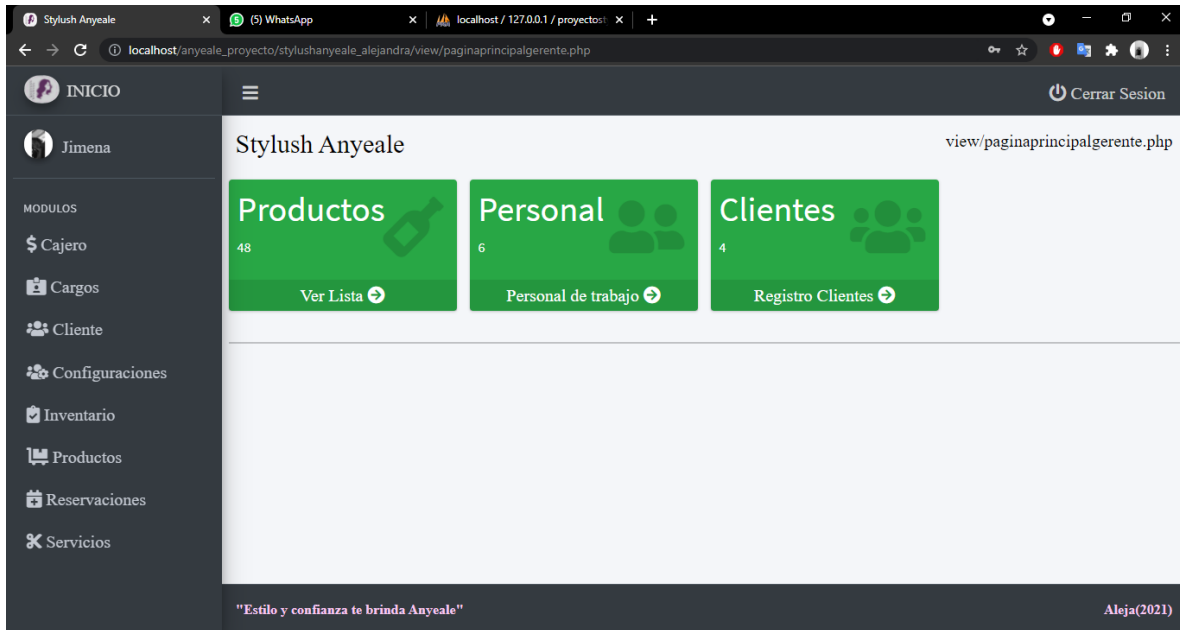 Stylush Anyeale
(5) WhatsApp
localhost / 127.0.0.1 / proyectost
localhost/anyeale_proyecto/stylushanyeale_alejandra/view/paginaprincipalgerente.php
INICIO
Cerrar Sesion
Jimena
Stylush Anyeale
view/paginaprincipalgerente.php
MODULOS
Cajero
Cargos
Cliente
Configuraciones
Inventario
Productos
Reservaciones
Servicios
Productos
48
Ver Lista
Personal
6
Personal de trabajo
Clientes
4
Registro Clientes
"Estilo y confianza te brinda Anyeale"
Aleja(2021)